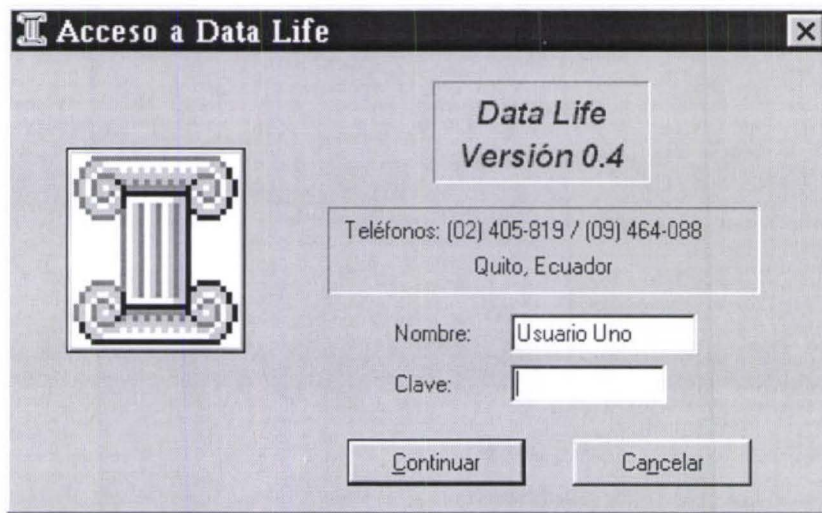 Acceso a Data Life
Data Life
Versión 0.4
Teléfonos: (02) 405-819 / (09) 464-088
Quito, Ecuador
Nombre: Usuario Uno
Clave:
Continuar Cancelar